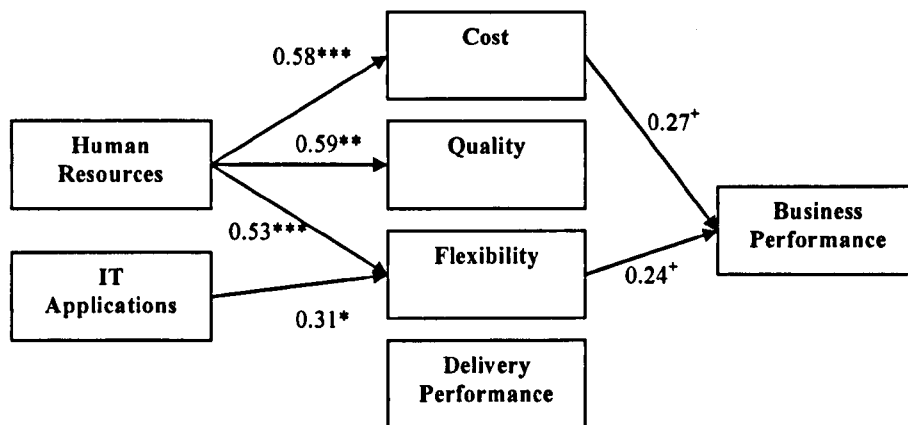 Cost
0.58***
0.27⁺
Human
Resources
0.59**
Quality
Business
Performance
0.53***
Flexibility
0.24⁺
IT
Applications
0.31*
Delivery
Performance